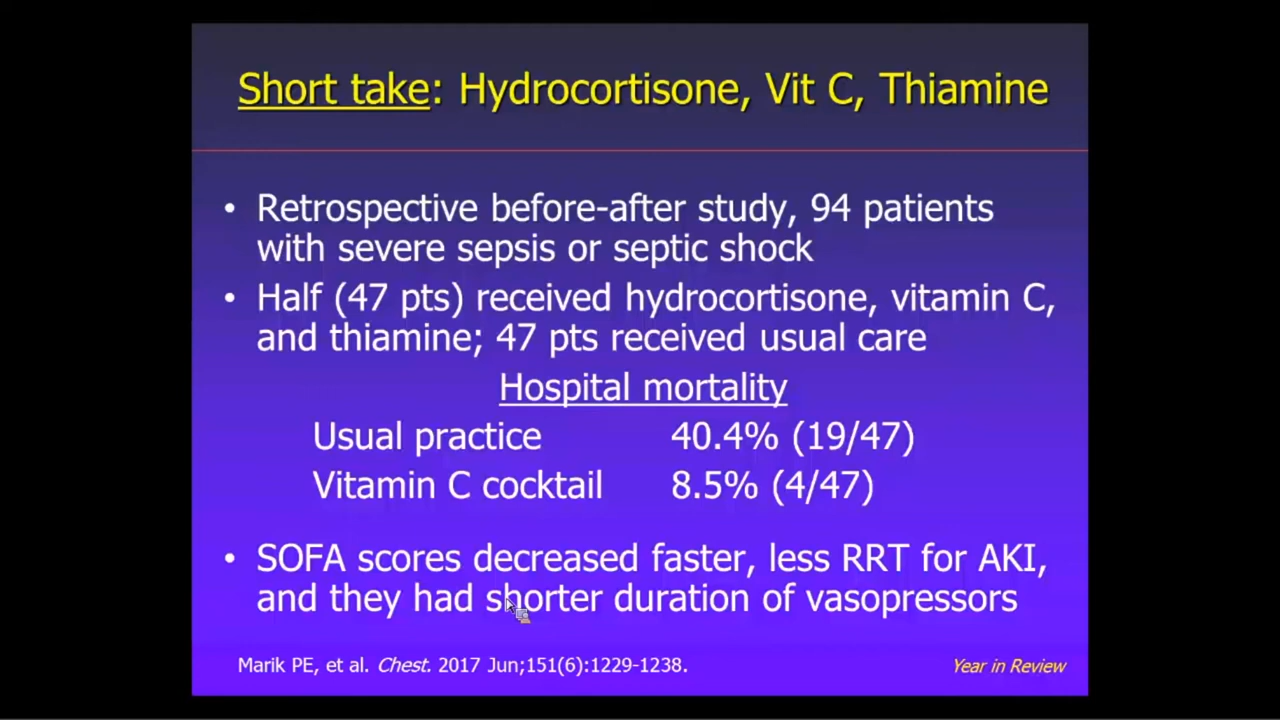 Short take: Hydrocortisone, Vit C, Thiamine
• Retrospective before-after study, 94 patients
with severe sepsis or septic shock
• Half (47 pts) received hydrocortisone, vitamin C,
and thiamine; 47 pts received usual care
Hospital mortality
Usual practice 40.4% (19/47)
Vitamin C cocktail 8.5% (4/47)
• SOFA scores decreased faster, less RRT for AKI,
and they had shorter duration of vasopressors
Marik PE, et al. Chest. 2017 Jun;151(6):1229-1238.
Year in Review